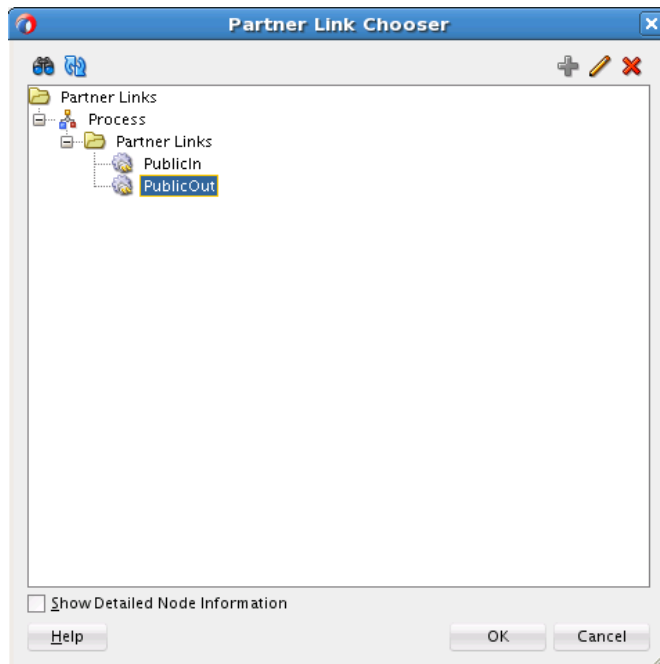 Partner Link Chooser
Partner Links
Process
Partner Links
PublicIn
PublicOut
Show Detailed Node Information
Help
OK
Cancel